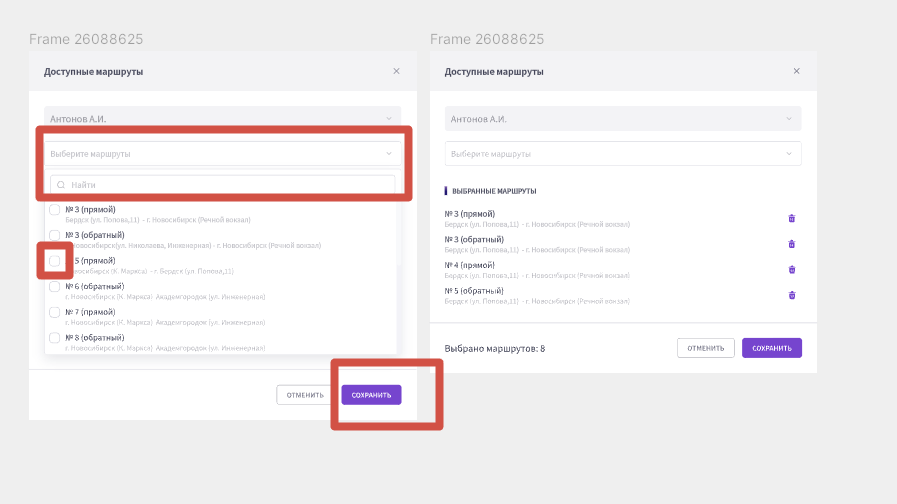 Frame 26088625
Доступные маршруты
Антонов А.И.
Выберите маршруты
Найти
№ 3 (прямой)
Бердск (ул. Попова,11) - г. Новосибирск (Речной вокзал)
№ 3 (обратный)
Новосибирск(ул. Николаева, Инженерная) - г. Новосибирск (Речной вокзал)
5 (прямой)
Новосибирск (К. Маркса) - г. Бердск (ул. Попова,11)
№ 6 (обратный)
г. Новосибирск (К. Маркса) Академгородок (ул. Инженерная)
№ 7 (прямой)
г. Новосибирск (К. Маркса) Академгородок (ул. Инженерная)
№ 8 (обратный)
г. Новосибирск (К. Маркса) Академгородок (ул. Инженерная)
ОТМЕНИТЬ
СОХРАНИТЬ
Frame 26088625
Доступные маршруты
Антонов А.И.
Выберите маршруты
ВЫБРАННЫЕ МАРШРУТЫ
№ 3 (прямой)
Бердск (ул. Попова,11) - г. Новосибирск (Речной вокзал)
№ 3 (обратный)
Бердск (ул. Попова,11) - г. Новосибирск (Речной вокзал)
№ 4 (прямой)
Бердск (ул. Попова,11) - г. Новосибирск (Речной вокзал)
№ 5 (обратный)
Бердск (ул. Попова,11) - г. Новосибирск (Речной вокзал)
Выбрано маршрутов: 8
ОТМЕНИТЬ
СОХРАНИТЬ